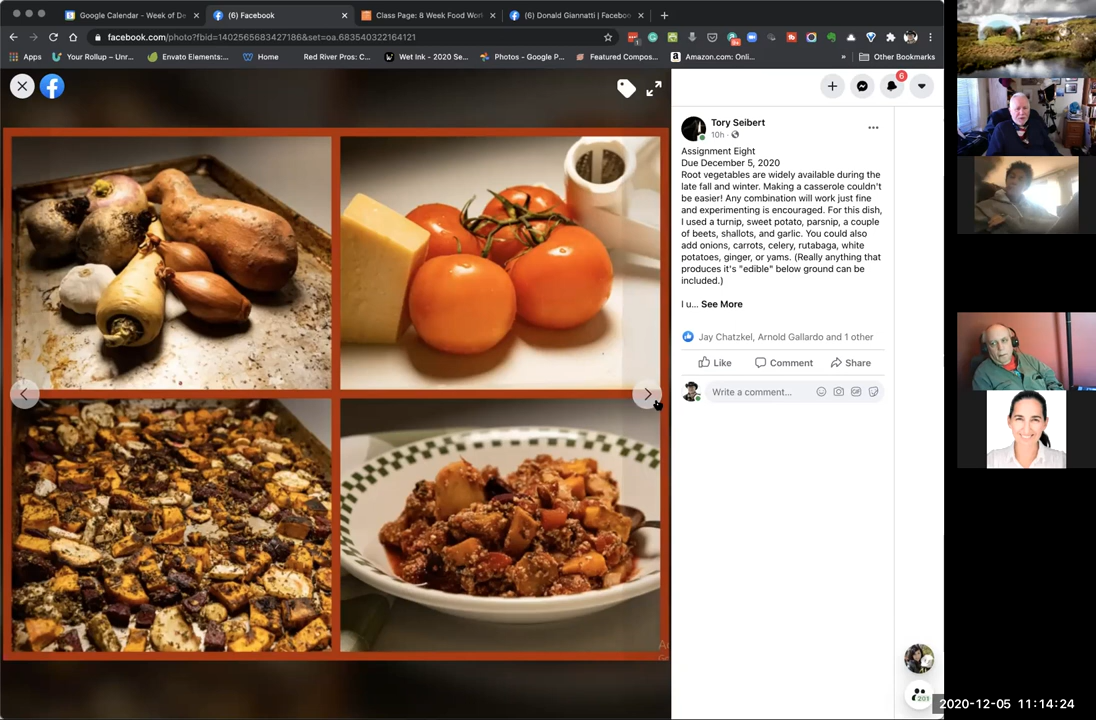 Google Calendar - Week of De
(6) Facebook
Class Page: 8 Week Food Wor
(6) Donald Giannatti | Faceboo
facebook.com/photo?fbid=1402565683427186&set=oa.683540322164121
Apps
Your Rollup – Unr...
Envato Elements:...
Home
Red River Pros: C...
Wet Ink - 2020 Se...
Photos - Google P...
Featured Compos...
Amazon.com: Onli...
»
Other Bookmarks
6
Tory Seibert
10h ·
Assignment Eight
Due December 5, 2020
Root vegetables are widely available during the
late fall and winter. Making a casserole couldn't
be easier! Any combination will work just fine
and experimenting is encouraged. For this dish,
I used a turnip, sweet potato, parsnip, a couple
of beets, shallots, and garlic. You could also
add onions, carrots, celery, rutabaga, white
potatoes, ginger, or yams. (Really anything that
produces it's "edible" below ground can be
included.)
I u... See More
Jay Chatzkel, Arnold Gallardo and 1 other
Like
Comment
Share
Write a comment...
GIF
201
2020-12-05 11:14:24